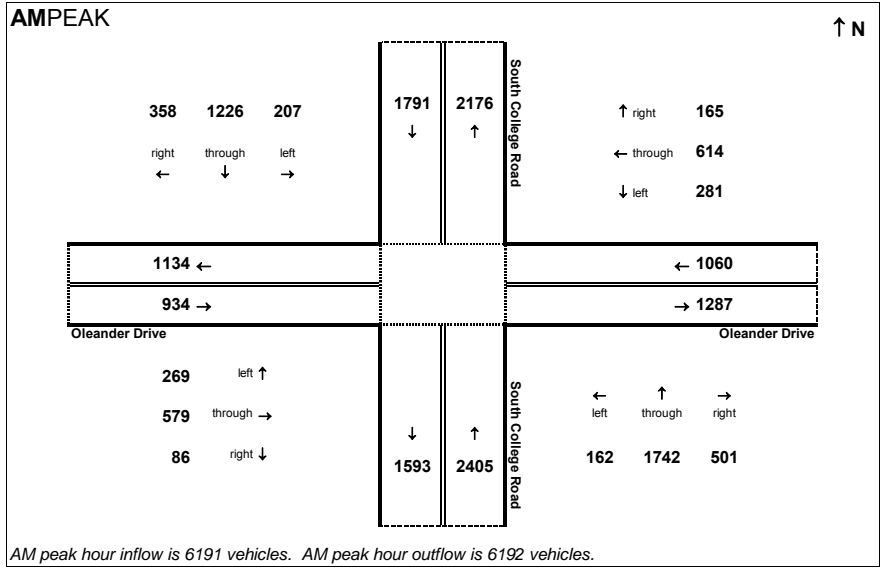 AM PEAK
↑ N
358 1226 207
right through left
← ↓ →
1791 2176
↓ ↑
South College Road
↑ right 165
← through 614
↓ left 281
1134 ←
934 →
← 1060
→ 1287
Oleander Drive
Oleander Drive
269 left ↑
579 through →
86 right ↓
↓ ↑
1593 2405
South College Road
← ↑ →
left through right
162 1742 501
AM peak hour inflow is 6191 vehicles. AM peak hour outflow is 6192 vehicles.